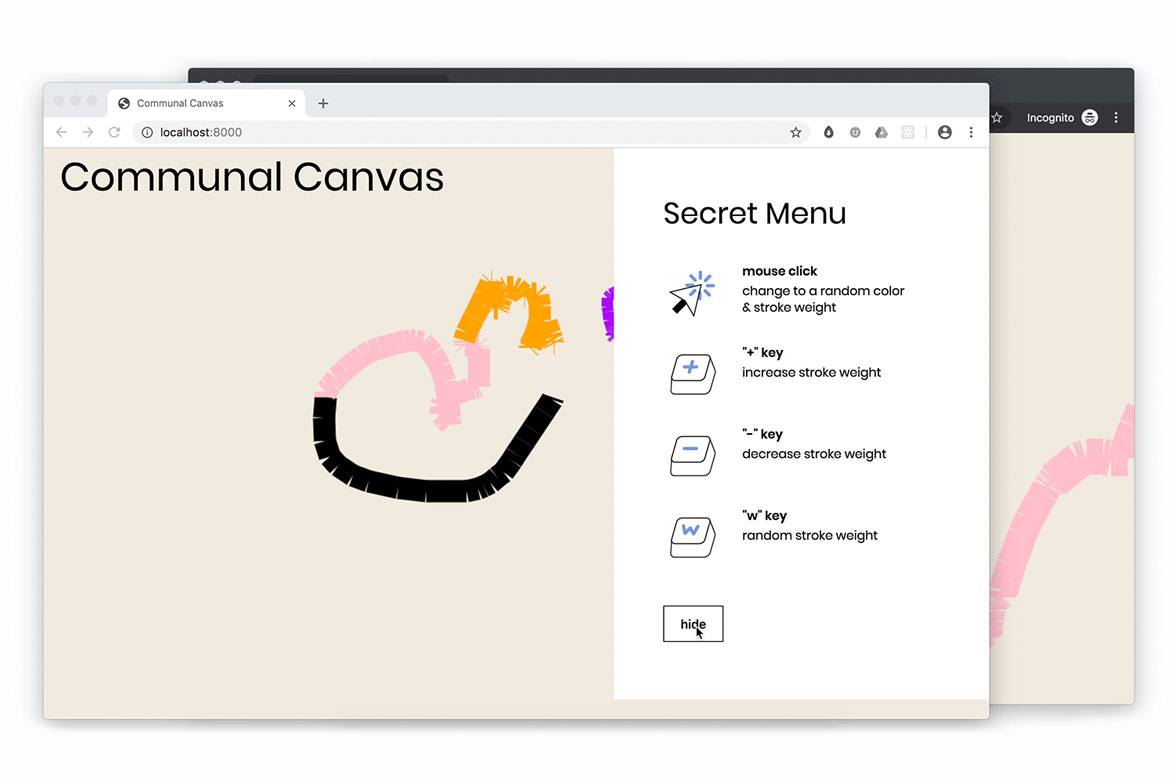 Communal Canvas
localhost:8000
Incognito
Communal Canvas
Secret Menu
mouse click
change to a random color
& stroke weight
+
"+" key
increase stroke weight
−
"-" key
decrease stroke weight
w
"w" key
random stroke weight
hide